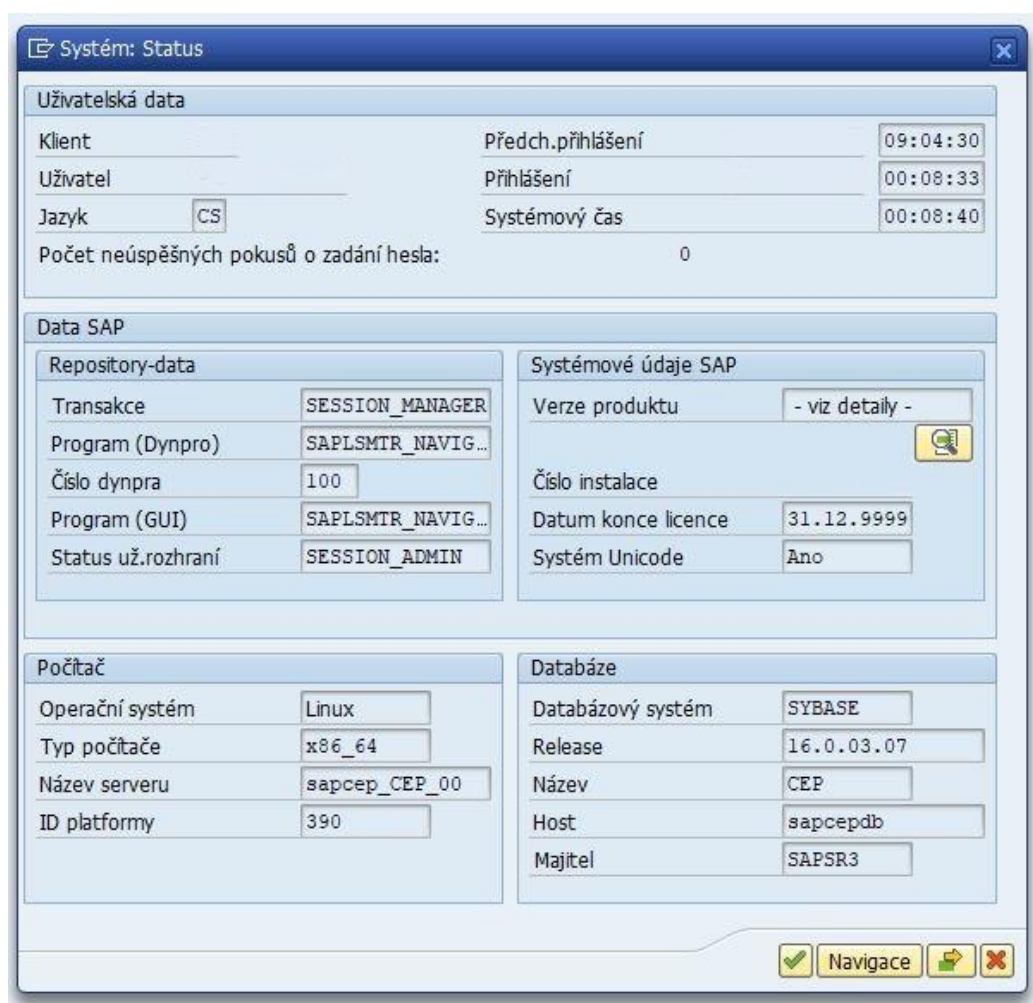 Systém: Status
Uživatelská data
Klient
Předch.přihlášení 09:04:30
Uživatel
Přihlášení 00:08:33
Jazyk CS
Systémový čas 00:08:40
Počet neúspěšných pokusů o zadání hesla: 0
Data SAP
Repository-data
Transakce SESSION_MANAGER
Program (Dynpro) SAPLSMTR_NAVIG…
Číslo dynpra 100
Program (GUI) SAPLSMTR_NAVIG…
Status už.rozhraní SESSION_ADMIN
Systémové údaje SAP
Verze produktu - viz detaily -
Číslo instalace
Datum konce licence 31.12.9999
Systém Unicode Ano
Počítač
Operační systém Linux
Typ počítače x86_64
Název serveru sapcep_CEP_00
ID platformy 390
Databáze
Databázový systém SYBASE
Release 16.0.03.07
Název CEP
Host sapcepdb
Majitel SAPSR3
Navigace